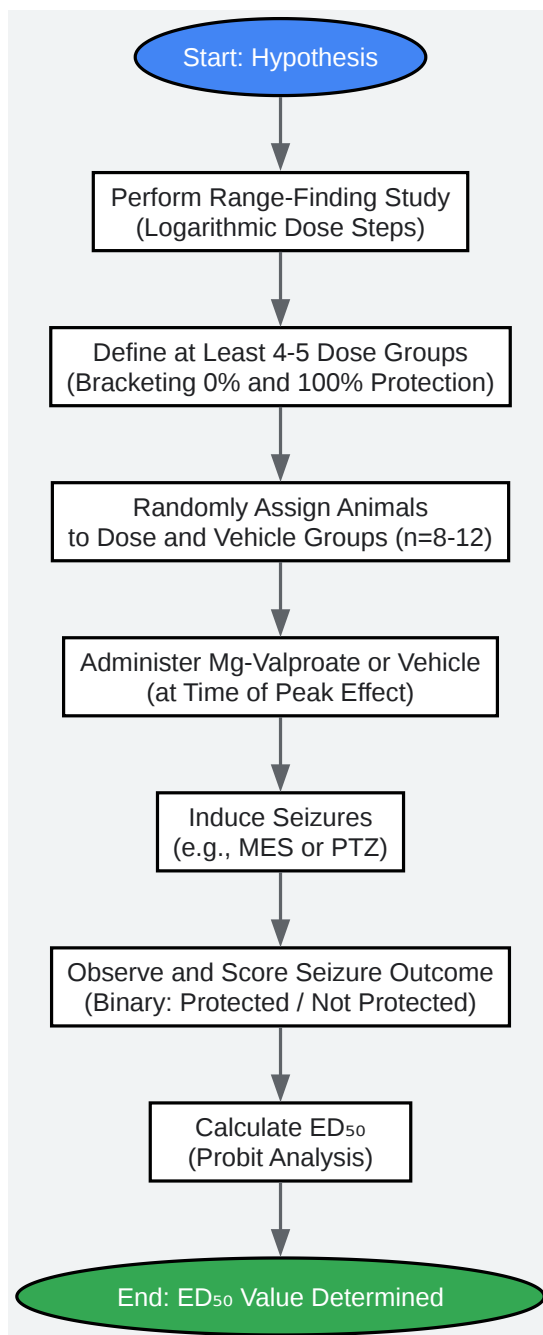 Start: Hypothesis
Perform Range-Finding Study
(Logarithmic Dose Steps)
Define at Least 4-5 Dose Groups
(Bracketing 0% and 100% Protection)
Randomly Assign Animals
to Dose and Vehicle Groups (n=8-12)
Administer Mg-Valproate or Vehicle
(at Time of Peak Effect)
Induce Seizures
(e.g., MES or PTZ)
Observe and Score Seizure Outcome
(Binary: Protected / Not Protected)
Calculate ED₅₀
(Probit Analysis)
End: ED₅₀ Value Determined